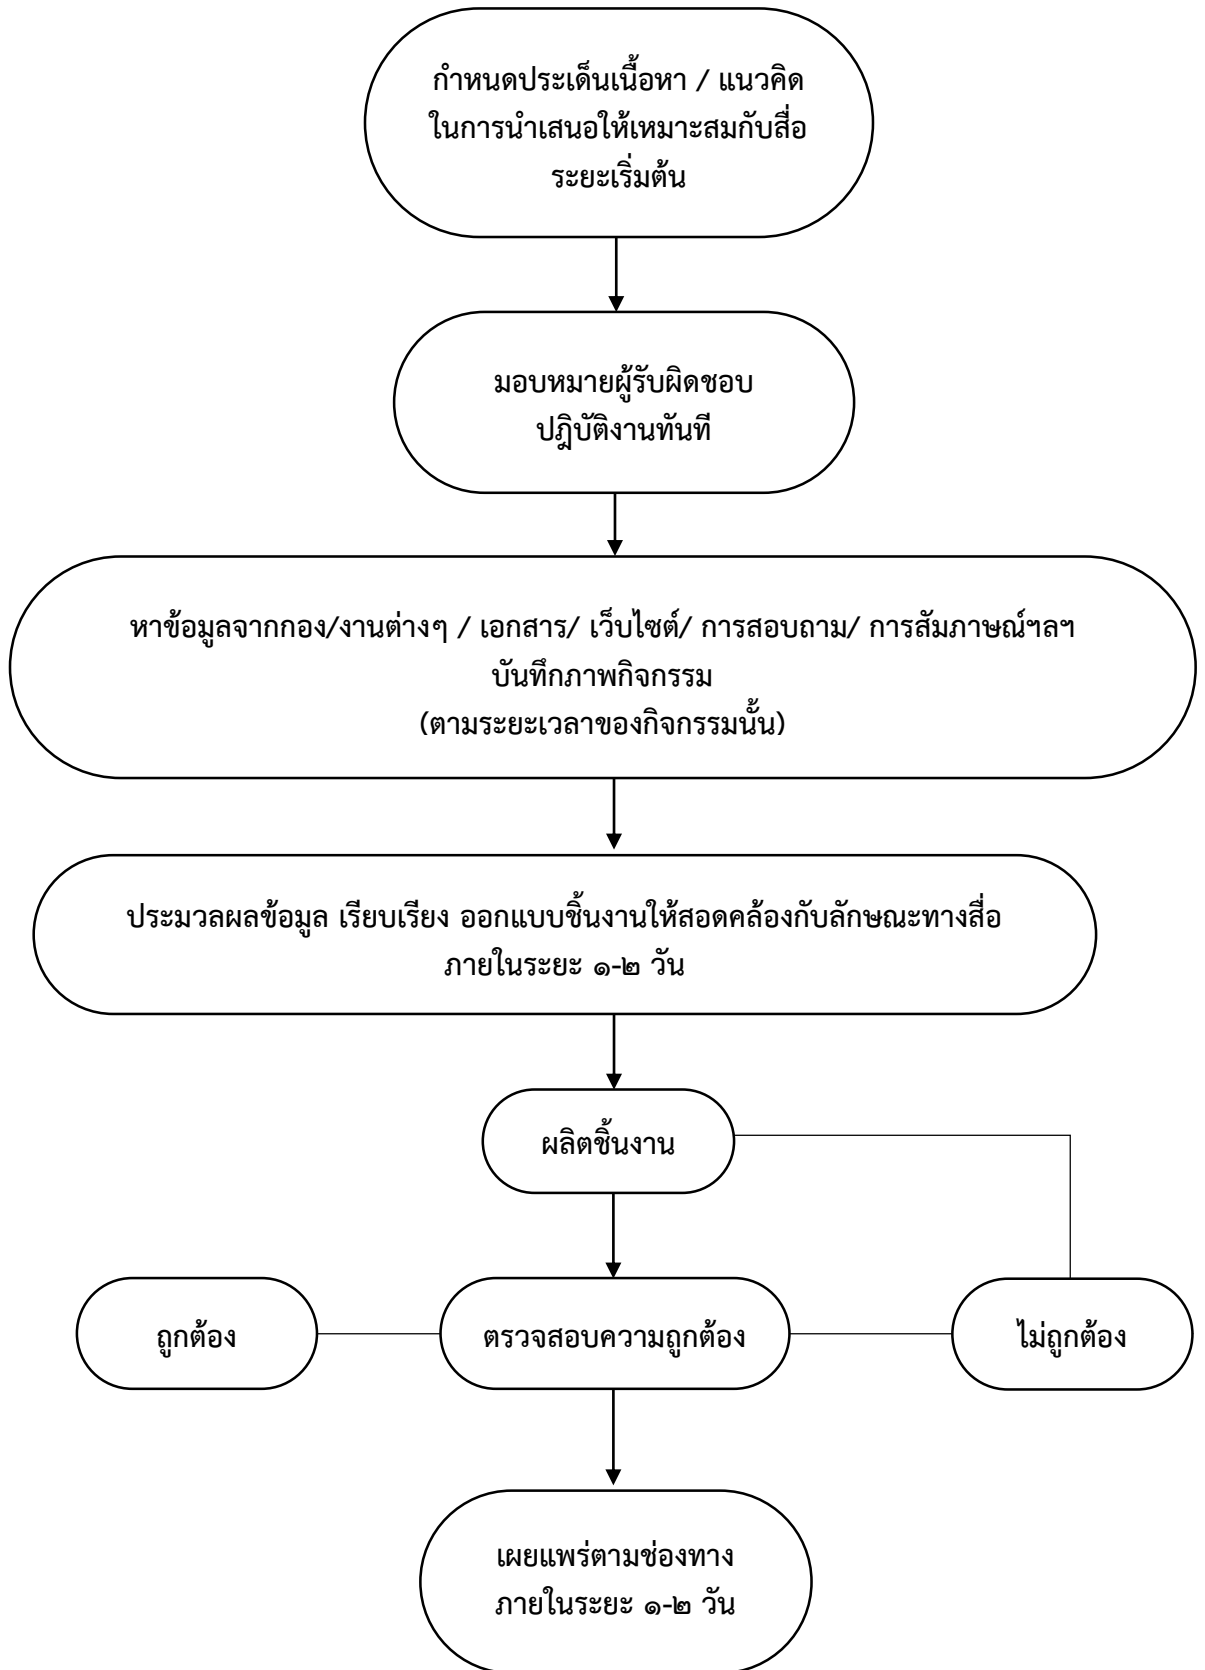 กำหนดประเด็นเนื้อหา / แนวคิด
ในการนำเสนอให้เหมาะสมกับสื่อ
ระยะเริ่มต้น
มอบหมายผู้รับผิดชอบ
ปฎิบัติงานทันที
หาข้อมูลจากกอง/งานต่างๆ / เอกสาร/ เว็บไซต์/ การสอบถาม/ การสัมภาษณ์ฯลฯ
บันทึกภาพกิจกรรม
(ตามระยะเวลาของกิจกรรมนั้น)
ประมวลผลข้อมูล เรียบเรียง ออกแบบชิ้นงานให้สอดคล้องกับลักษณะทางสื่อ
ภายในระยะ ๑-๒ วัน
ผลิตชิ้นงาน
ถูกต้อง
ตรวจสอบความถูกต้อง
ไม่ถูกต้อง
เผยแพร่ตามช่องทาง
ภายในระยะ ๑-๒ วัน